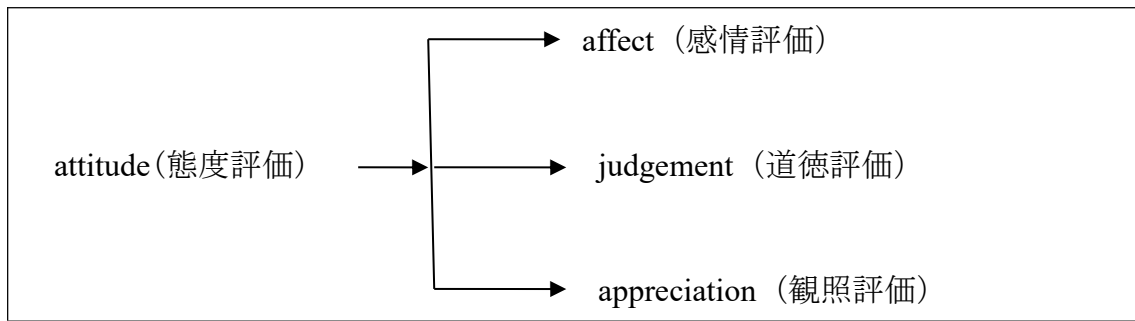 affect（感情評価）
attitude（態度評価）
judgement（道徳評価）
appreciation（観照評価）